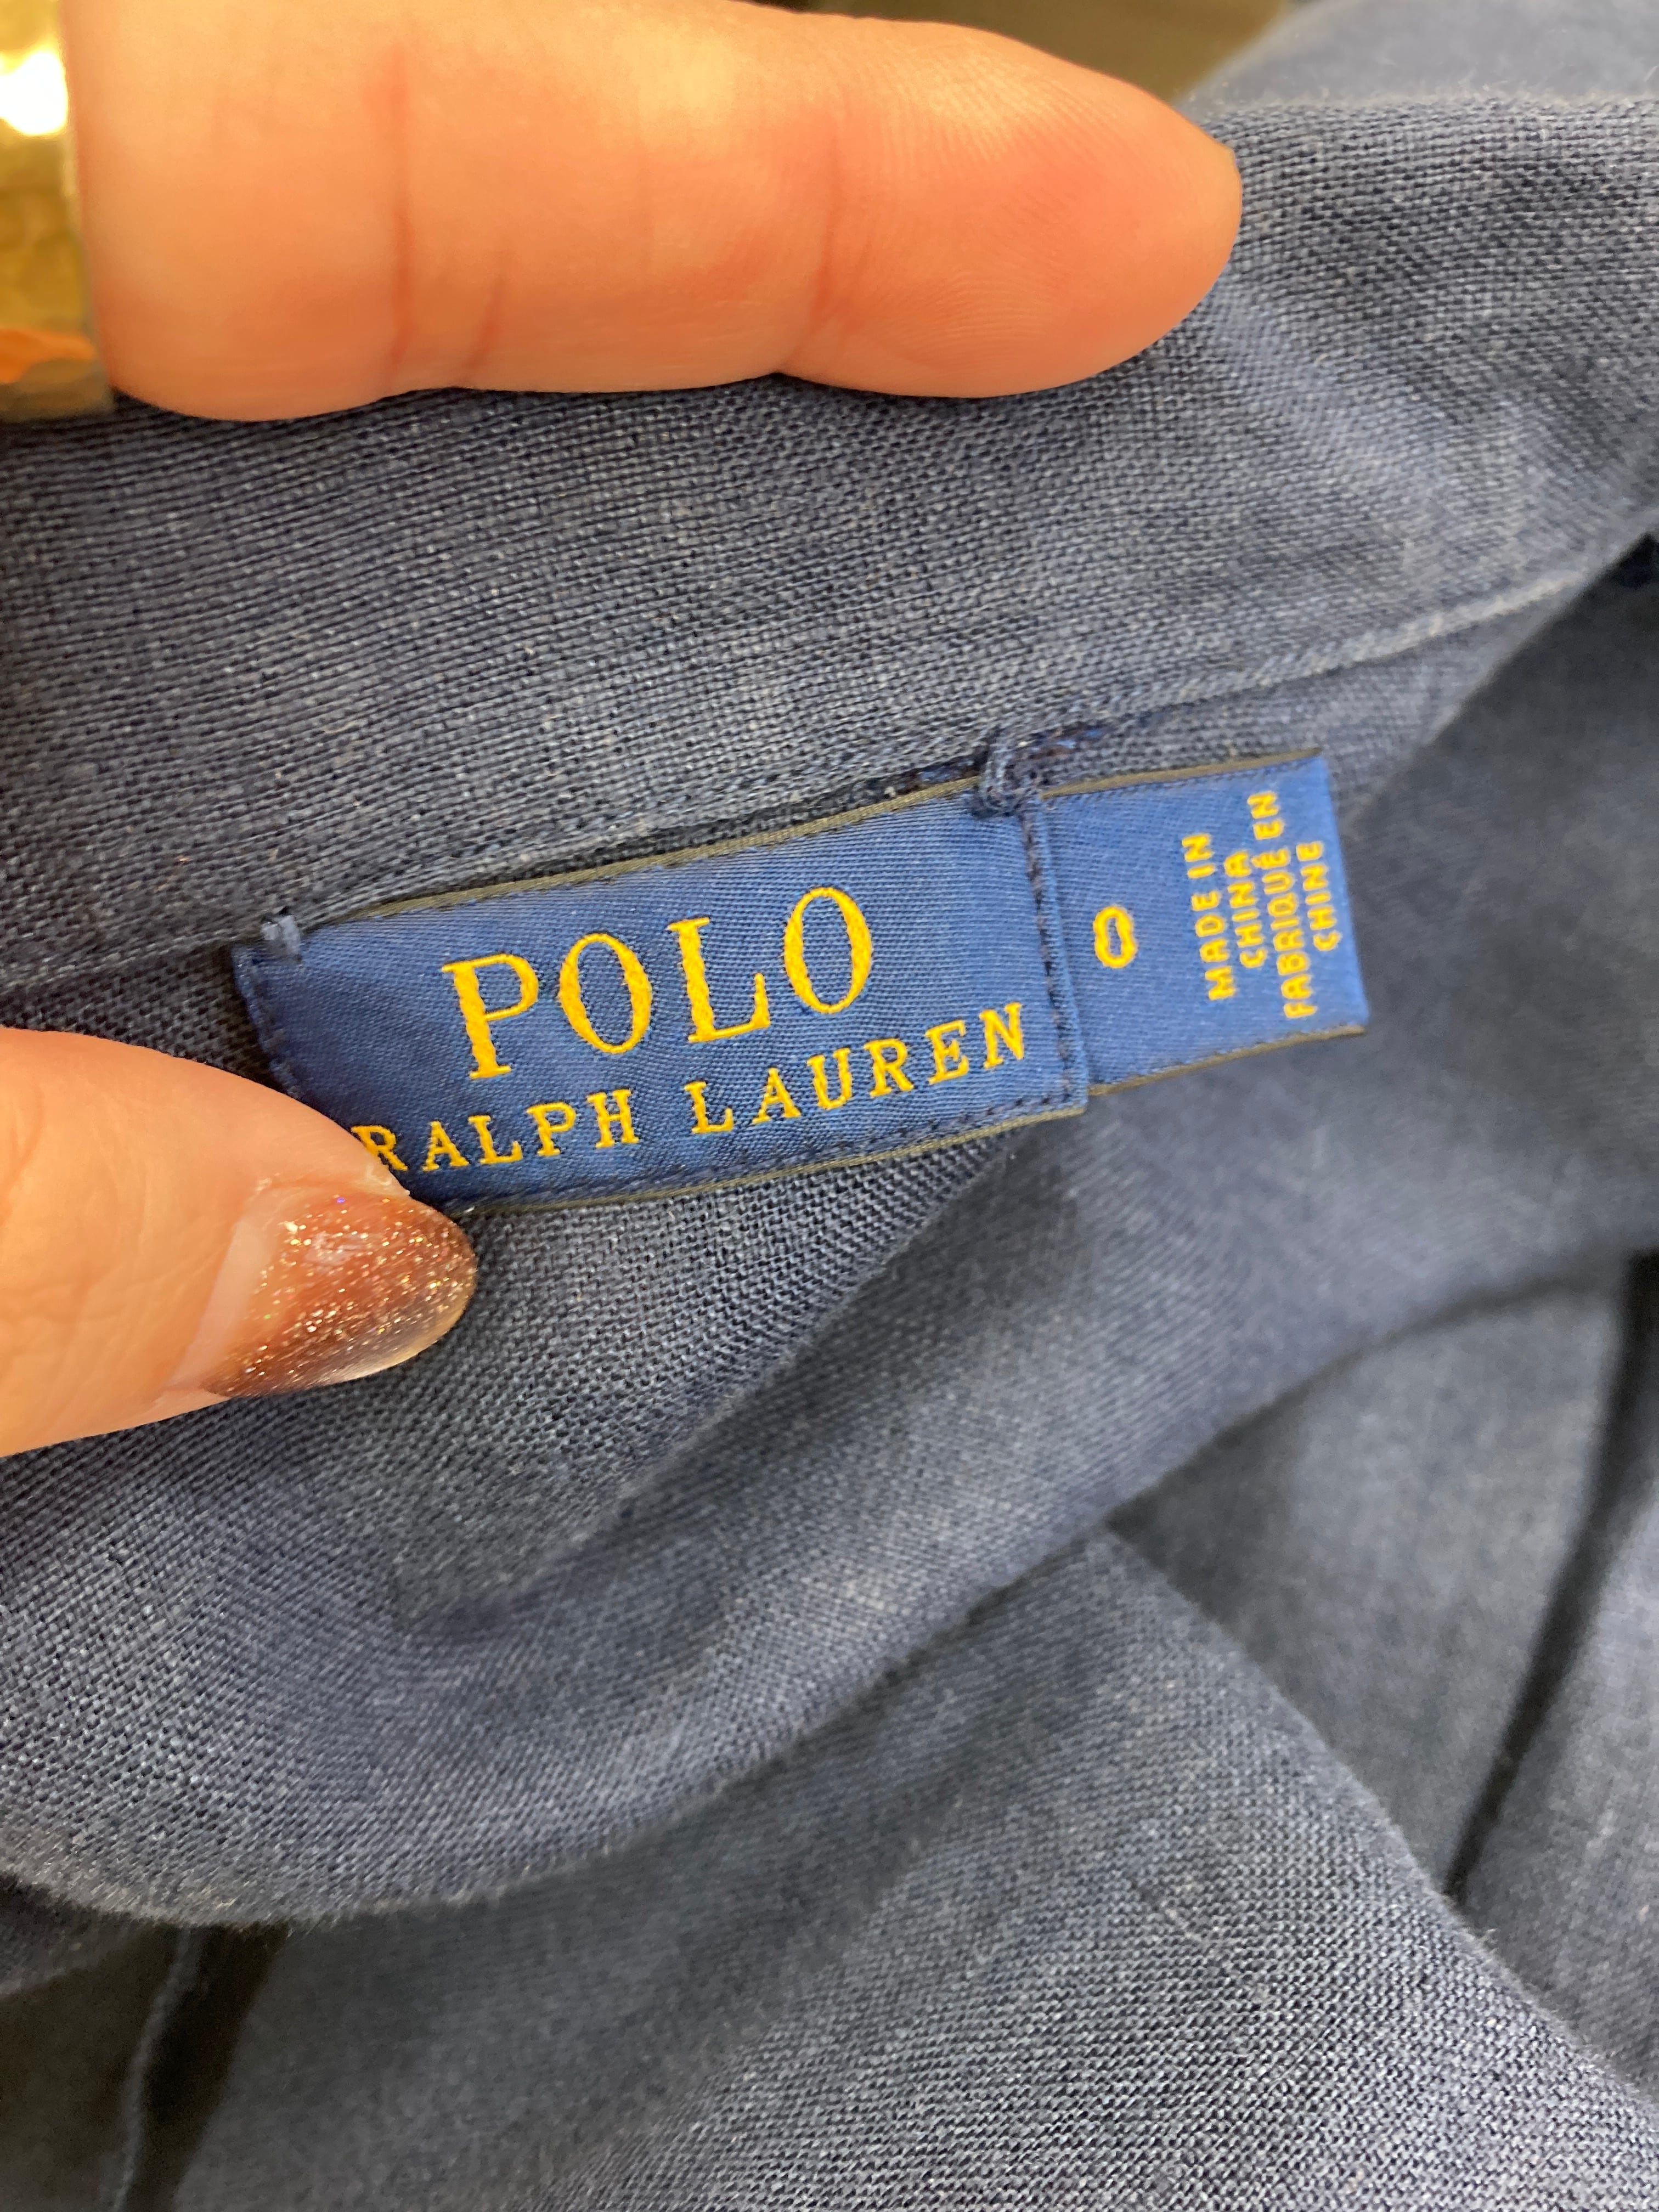 POLO
RALPH LAUREN
0
MADE IN
CHINA
FABRIQUÉ EN
CHINE